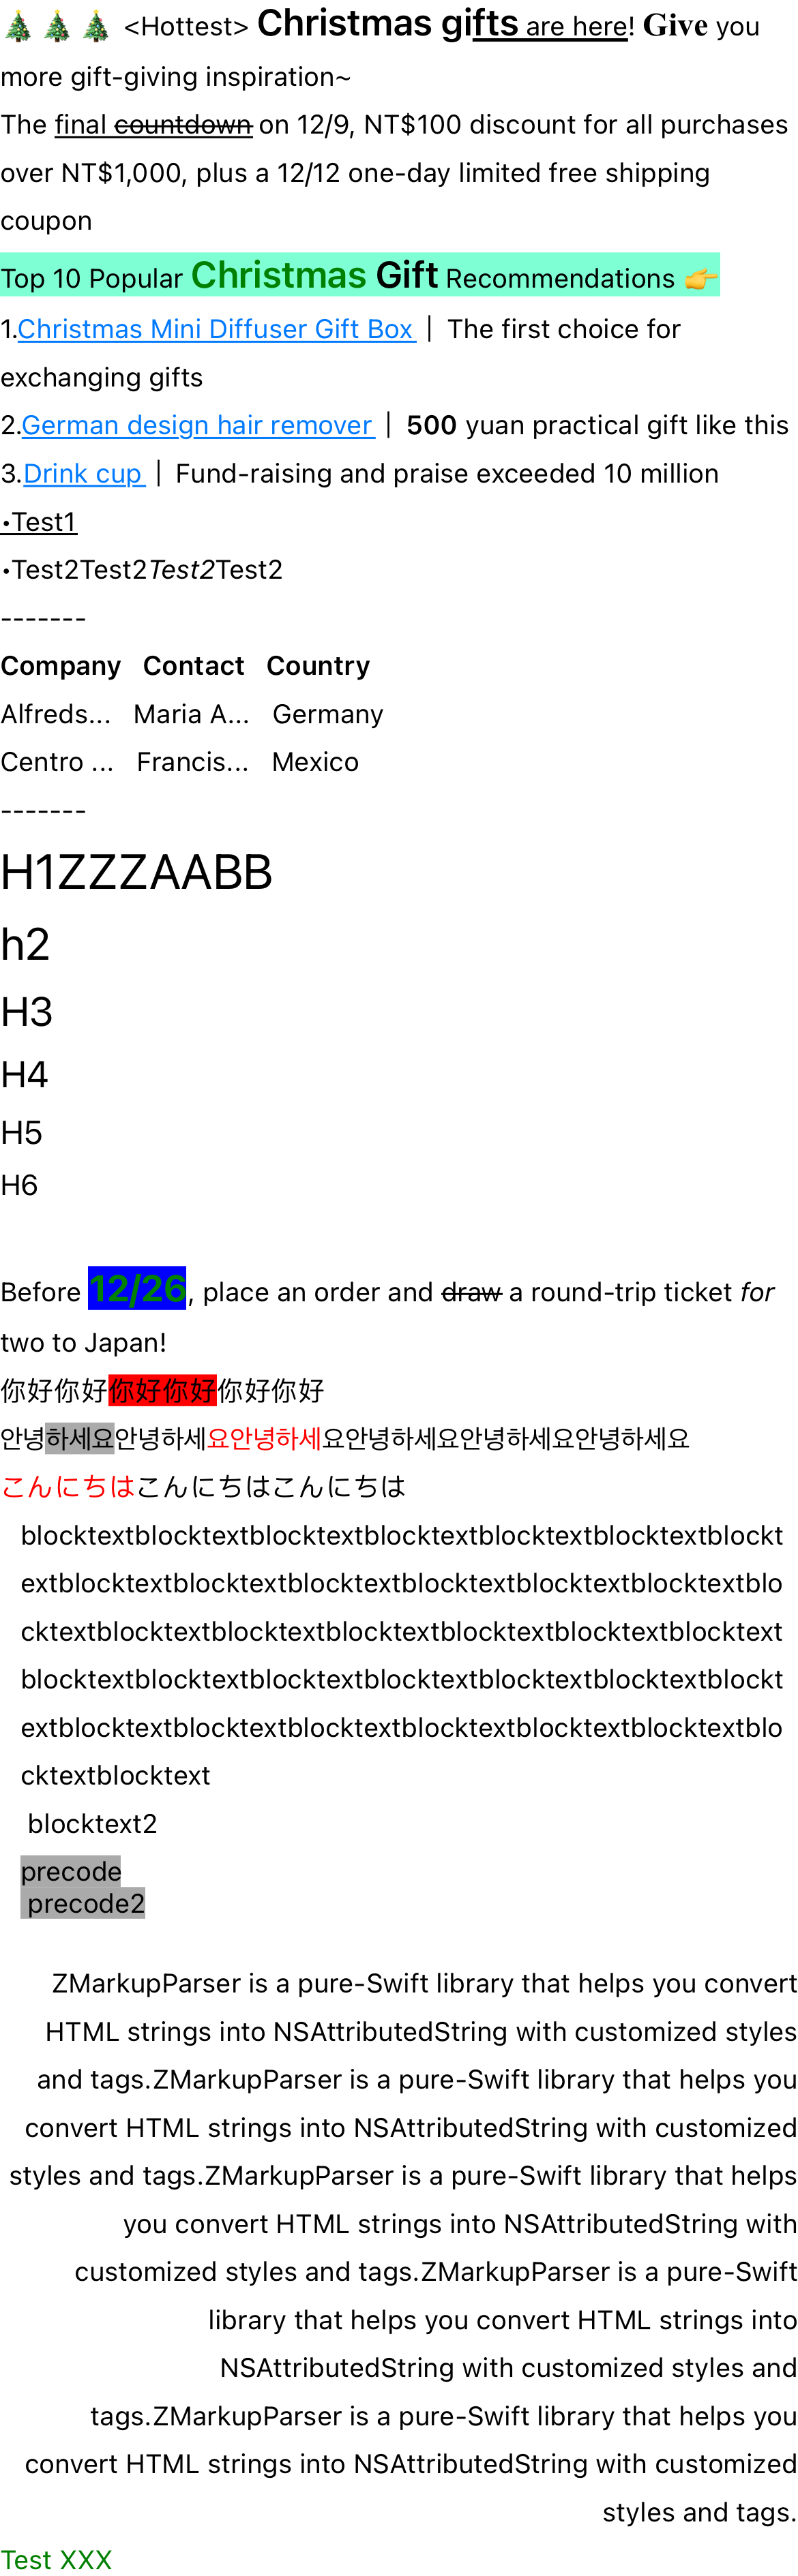 🎄🎄🎄 <Hottest> Christmas gifts are here! Give you
more gift-giving inspiration~
The final countdown on 12/9, NT$100 discount for all purchases
over NT$1,000, plus a 12/12 one-day limited free shipping
coupon
Top 10 Popular Christmas Gift Recommendations 👉
1.Christmas Mini Diffuser Gift Box ｜ The first choice for
exchanging gifts
2.German design hair remover ｜ 500 yuan practical gift like this
3.Drink cup ｜ Fund-raising and praise exceeded 10 million
•Test1
•Test2Test2Test2Test2
-------
Company Contact Country
Alfreds... Maria A... Germany
Centro ... Francis... Mexico
-------
H1ZZZAABB
h2
H3
H4
H5
H6
Before 12/26, place an order and draw a round-trip ticket for
two to Japan!
你好你好你好你好你好你好
안녕하세요안녕하세요안녕하세요안녕하세요안녕하세요안녕하세요
こんにちはこんにちはこんにちは
blocktextblocktextblocktextblocktextblocktextblocktextblockt
extblocktextblocktextblocktextblocktextblocktextblocktextblo
cktextblocktextblocktextblocktextblocktextblocktextblocktext
blocktextblocktextblocktextblocktextblocktextblocktextblockt
extblocktextblocktextblocktextblocktextblocktextblocktextblo
cktextblocktext
blocktext2
precode
precode2
ZMarkupParser is a pure-Swift library that helps you convert
HTML strings into NSAttributedString with customized styles
and tags.ZMarkupParser is a pure-Swift library that helps you
convert HTML strings into NSAttributedString with customized
styles and tags.ZMarkupParser is a pure-Swift library that helps
you convert HTML strings into NSAttributedString with
customized styles and tags.ZMarkupParser is a pure-Swift
library that helps you convert HTML strings into
NSAttributedString with customized styles and
tags.ZMarkupParser is a pure-Swift library that helps you
convert HTML strings into NSAttributedString with customized
styles and tags.
Test XXX